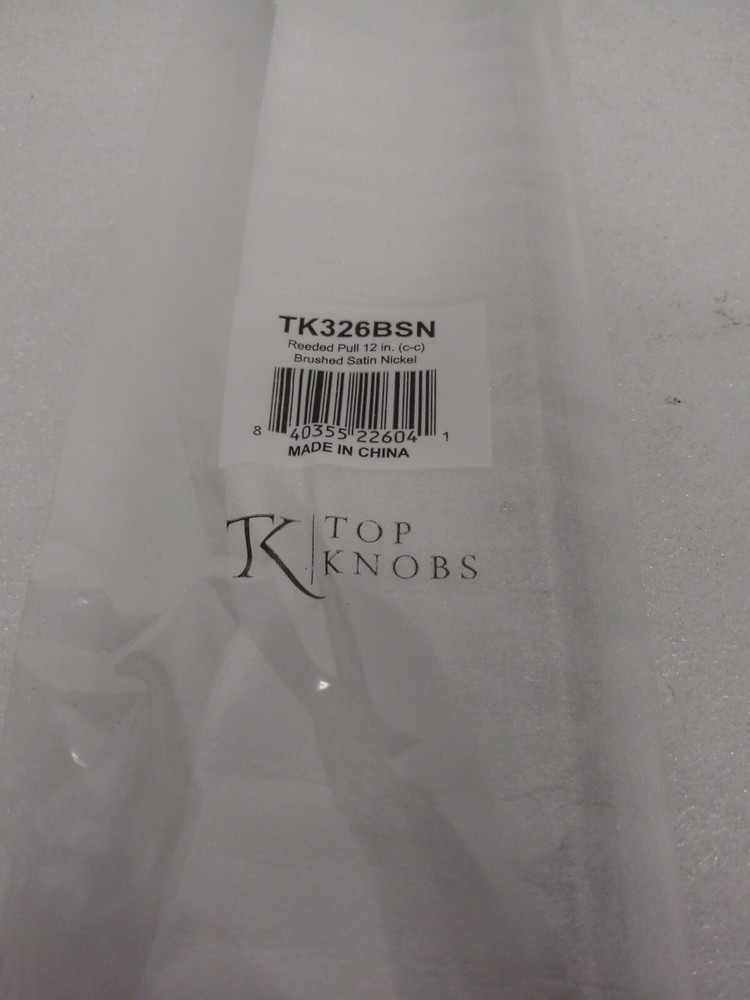 TK326BSN
Reeded Pull 12 in. (c-c)
Brushed Satin Nickel
8 40355 22604 1
MADE IN CHINA
TK TOP
KNOBS